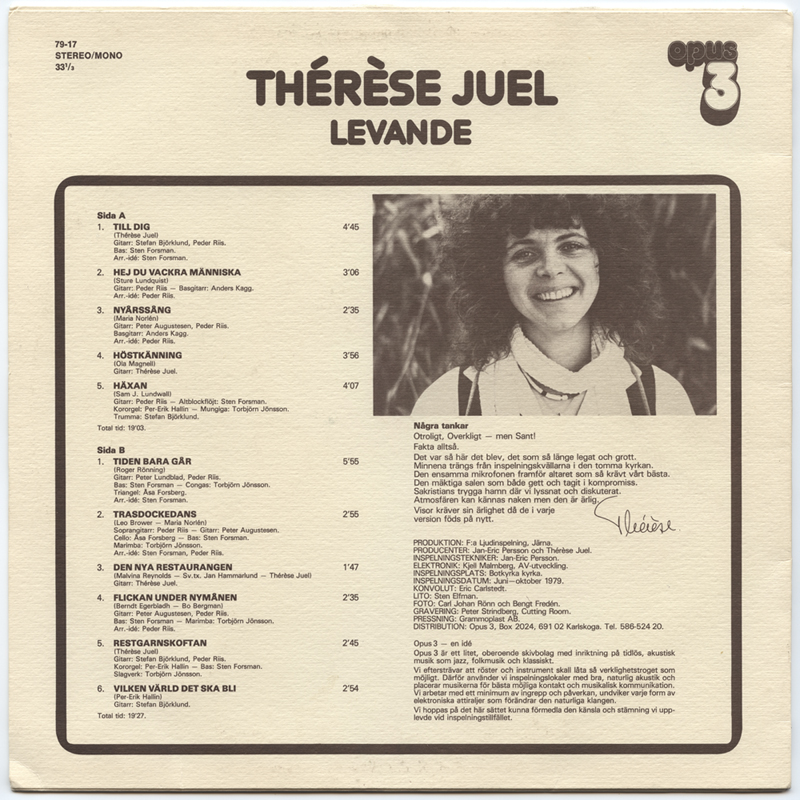 79-17
STEREO/MONO
33⅓
opus
3
THÉRÈSE JUEL
LEVANDE
Sida A
1. TILL DIG 4'45
(Thérèse Juel)
Gitarr: Stefan Björklund, Peder Riis.
Bas: Sten Forsman.
Arr.-idé: Sten Forsman.
2. HEJ DU VACKRA MÄNNISKA 3'06
(Sture Lundquist)
Gitarr: Peder Riis — Basgitarr: Anders Kagg.
Arr.-idé: Peder Riis.
3. NYÅRSSÅNG 2'35
(Maria Norlén)
Gitarr: Peter Augustesen, Peder Riis.
Basgitarr: Anders Kagg.
Arr.-idé: Peder Riis.
4. HÖSTKÄNNING 3'56
(Ola Magnell)
Gitarr: Thérèse Juel.
5. HÄXAN 4'07
(Sam J. Lundwall)
Gitarr: Peder Riis — Altblockflöjt: Sten Forsman.
Kororgel: Per-Erik Hallin — Mungiga: Torbjörn Jönsson.
Trumma: Stefan Björklund.
Total tid: 19'03.
Sida B
1. TIDEN BARA GÅR 5'55
(Roger Rönning)
Gitarr: Peter Lundblad, Peder Riis.
Bas: Sten Forsman — Congas: Torbjörn Jönsson.
Triangel: Åsa Forsberg.
Arr.-idé: Sten Forsman.
2. TRASDOCKEDANS 2'55
(Leo Brower — Maria Norlén)
Soprangitarr: Peder Riis — Gitarr: Peter Augustesen.
Cello: Åsa Forsberg — Bas: Sten Forsman.
Marimba: Torbjörn Jönsson.
Arr.-idé: Sten Forsman, Peder Riis.
3. DEN NYA RESTAURANGEN 1'47
(Malvina Reynolds — Sv.tx. Jan Hammarlund — Thérèse Juel)
Gitarr: Thérèse Juel.
4. FLICKAN UNDER NYMÅNEN 2'35
(Berndt Egerbladh — Bo Bergman)
Gitarr: Peter Augustesen, Peder Riis.
Bas: Sten Forsman — Marimba: Torbjörn Jönsson.
Arr.-idé: Peder Riis.
5. RESTGARNSKOFTAN 2'45
(Thérèse Juel)
Gitarr: Stefan Björklund, Peder Riis.
Kororgel: Per-Erik Hallin — Bas: Sten Forsman.
Slagverk: Torbjörn Jönsson.
6. VILKEN VÄRLD DET SKA BLI 2'54
(Per-Erik Hallin)
Gitarr: Stefan Björklund.
Total tid: 19'27.
Några tankar
Otroligt, Overkligt — men Sant!
Fakta alltså.
Det var så här det blev, det som så länge legat och grott.
Minnena trängs från inspelningskvällarna i den tomma kyrkan.
Den ensamma mikrofonen framför altaret som så krävt vårt bästa.
Den mäktiga salen som både gett och tagit i kompromiss.
Sakristians trygga hamn där vi lyssnat och diskuterat.
Atmosfären kan kännas naken men den är ärlig.
Visor kräver sin ärlighet då de i varje
version föds på nytt.
Thérèse.
PRODUKTION: F:a Ljudinspelning, Järna.
PRODUCENTER: Jan-Eric Persson och Thérèse Juel.
INSPELNINGSTEKNIKER: Jan-Eric Persson.
ELEKTRONIK: Kjell Malmberg, AV-utveckling.
INSPELNINGSPLATS: Botkyrka kyrka.
INSPELNINGSDATUM: Juni—oktober 1979.
KONVOLUT: Eric Carlstedt.
LITO: Sten Elfman.
FOTO: Carl Johan Rönn och Bengt Fredén.
GRAVERING: Peter Strindberg, Cutting Room.
PRESSNING: Grammoplast AB.
DISTRIBUTION: Opus 3, Box 2024, 691 02 Karlskoga. Tel. 586-524 20.
Opus 3 — en idé
Opus 3 är ett litet, oberoende skivbolag med inriktning på tidlös, akustisk
musik som jazz, folkmusik och klassiskt.
Vi eftersträvar att röster och instrument skall låta så verklighetstroget som
möjligt. Därför använder vi inspelningslokaler med bra, naturlig akustik och
placerar musikerna för bästa möjliga kontakt och musikalisk kommunikation.
Vi arbetar med ett minimum av ingrepp och påverkan, undviker varje form av
elektroniska attiraljer som förändrar den naturliga klangen.
Vi hoppas på det här sättet kunna förmedla den känsla och stämning vi upp-
levde vid inspelningstillfället.